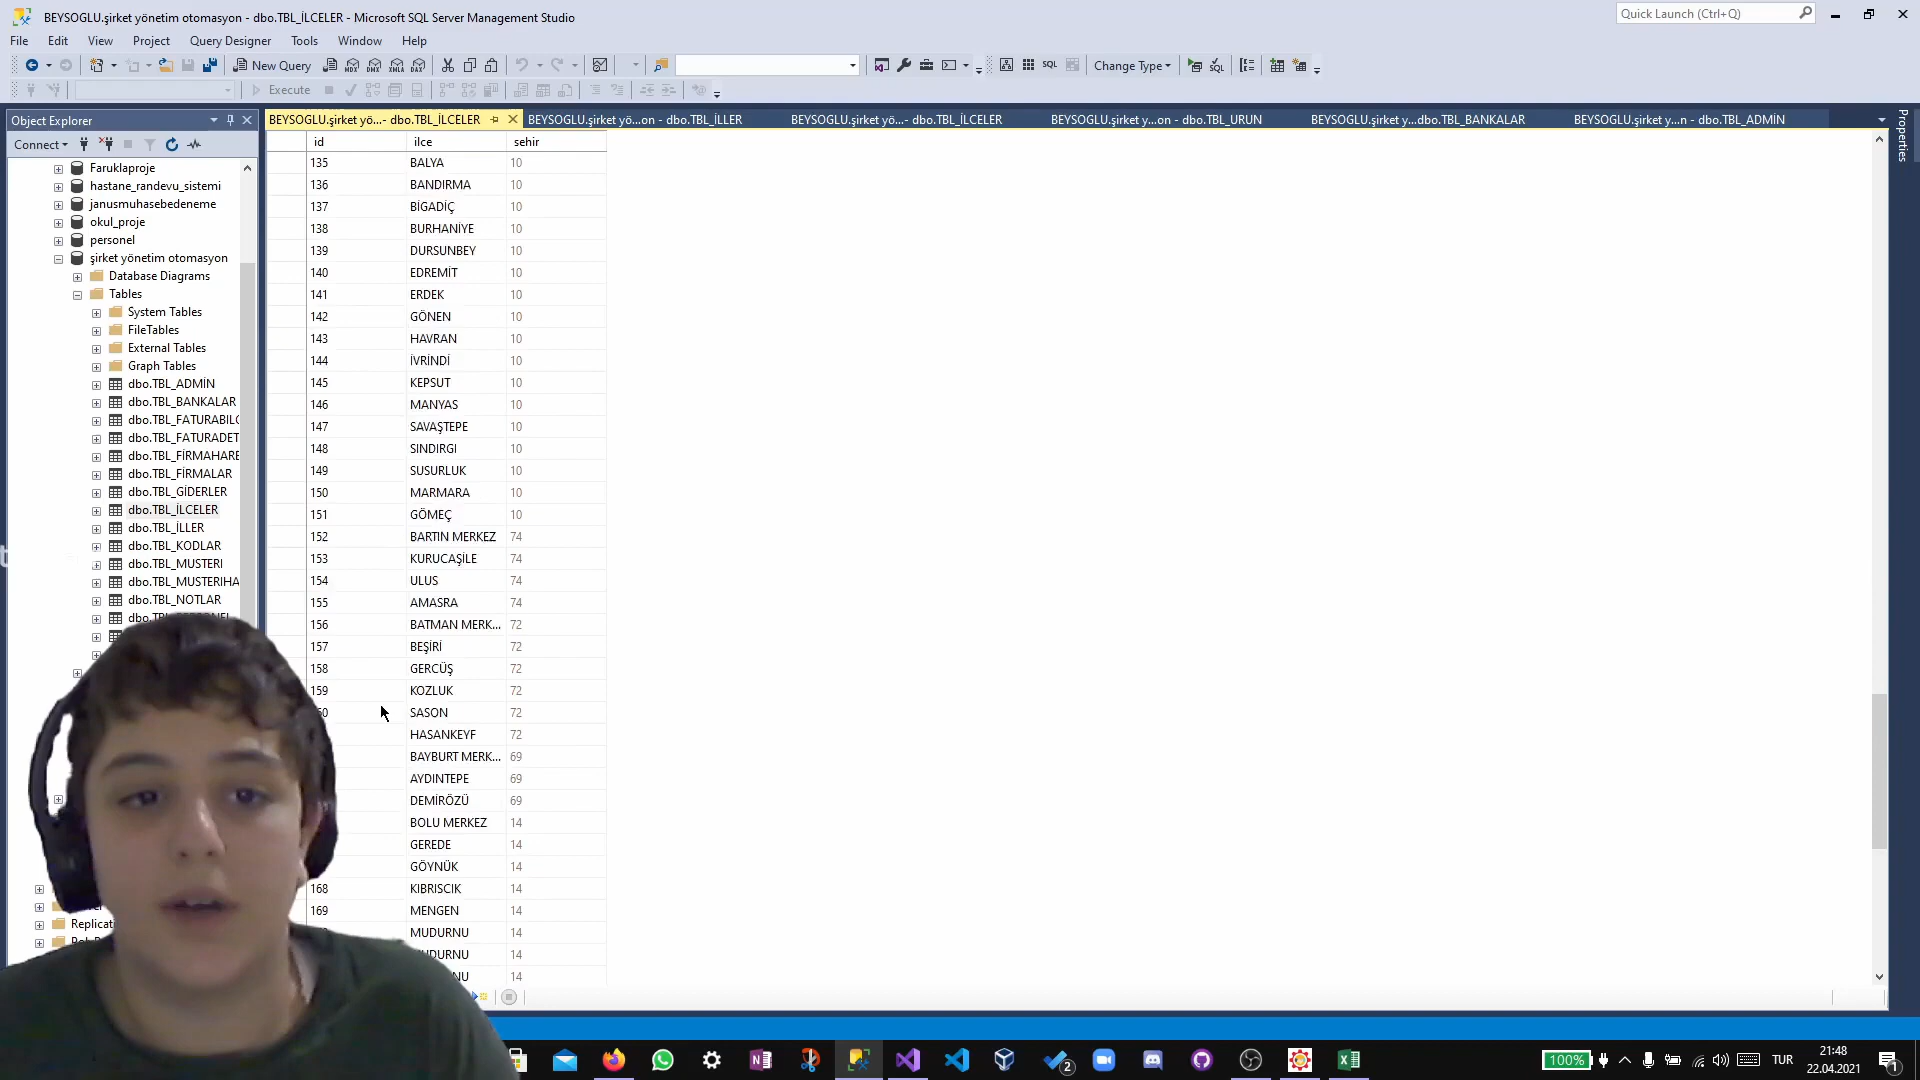 BEYSOGLU.şirket yönetim otomasyon - dbo.TBL_İLCELER - Microsoft SQL Server Management Studio
Quick Launch (Ctrl+Q)
File Edit View Project Query Designer Tools Window Help
New Query
MDX DMX XMLA DAX
SQL
Change Type
Execute
Object Explorer
BEYSOGLU.şirket yö...- dbo.TBL_İLCELER
BEYSOGLU.şirket yö...on - dbo.TBL_İLLER
BEYSOGLU.şirket yö...- dbo.TBL_İLCELER
BEYSOGLU.şirket y...on - dbo.TBL_URUN
BEYSOGLU.şirket y...dbo.TBL_BANKALAR
BEYSOGLU.şirket y...n - dbo.TBL_ADMİN
Properties
Connect
Faruklaproje
hastane_randevu_sistemi
janusmuhasebedeneme
okul_proje
personel
şirket yönetim otomasyon
Database Diagrams
Tables
System Tables
FileTables
External Tables
Graph Tables
dbo.TBL_ADMİN
dbo.TBL_BANKALAR
dbo.TBL_FATURABILG
dbo.TBL_FATURADET
dbo.TBL_FİRMAHARE
dbo.TBL_FİRMALAR
dbo.TBL_GİDERLER
dbo.TBL_İLCELER
dbo.TBL_İLLER
dbo.TBL_KODLAR
dbo.TBL_MUSTERI
dbo.TBL_MUSTERIHA
dbo.TBL_NOTLAR
Replicati
id ilce sehir
135 BALYA 10
136 BANDIRMA 10
137 BİGADİÇ 10
138 BURHANİYE 10
139 DURSUNBEY 10
140 EDREMİT 10
141 ERDEK 10
142 GÖNEN 10
143 HAVRAN 10
144 İVRİNDİ 10
145 KEPSUT 10
146 MANYAS 10
147 SAVAŞTEPE 10
148 SINDIRGI 10
149 SUSURLUK 10
150 MARMARA 10
151 GÖMEÇ 10
152 BARTIN MERKEZ 74
153 KURUCAŞİLE 74
154 ULUS 74
155 AMASRA 74
156 BATMAN MERK... 72
157 BEŞİRİ 72
158 GERCÜŞ 72
159 KOZLUK 72
SASON 72
HASANKEYF 72
BAYBURT MERK... 69
AYDINTEPE 69
DEMİRÖZÜ 69
BOLU MERKEZ 14
GEREDE 14
GÖYNÜK 14
168 KIBRISCIK 14
169 MENGEN 14
MUDURNU 14
14
14
2
100%
TUR
21:48
22.04.2021
1